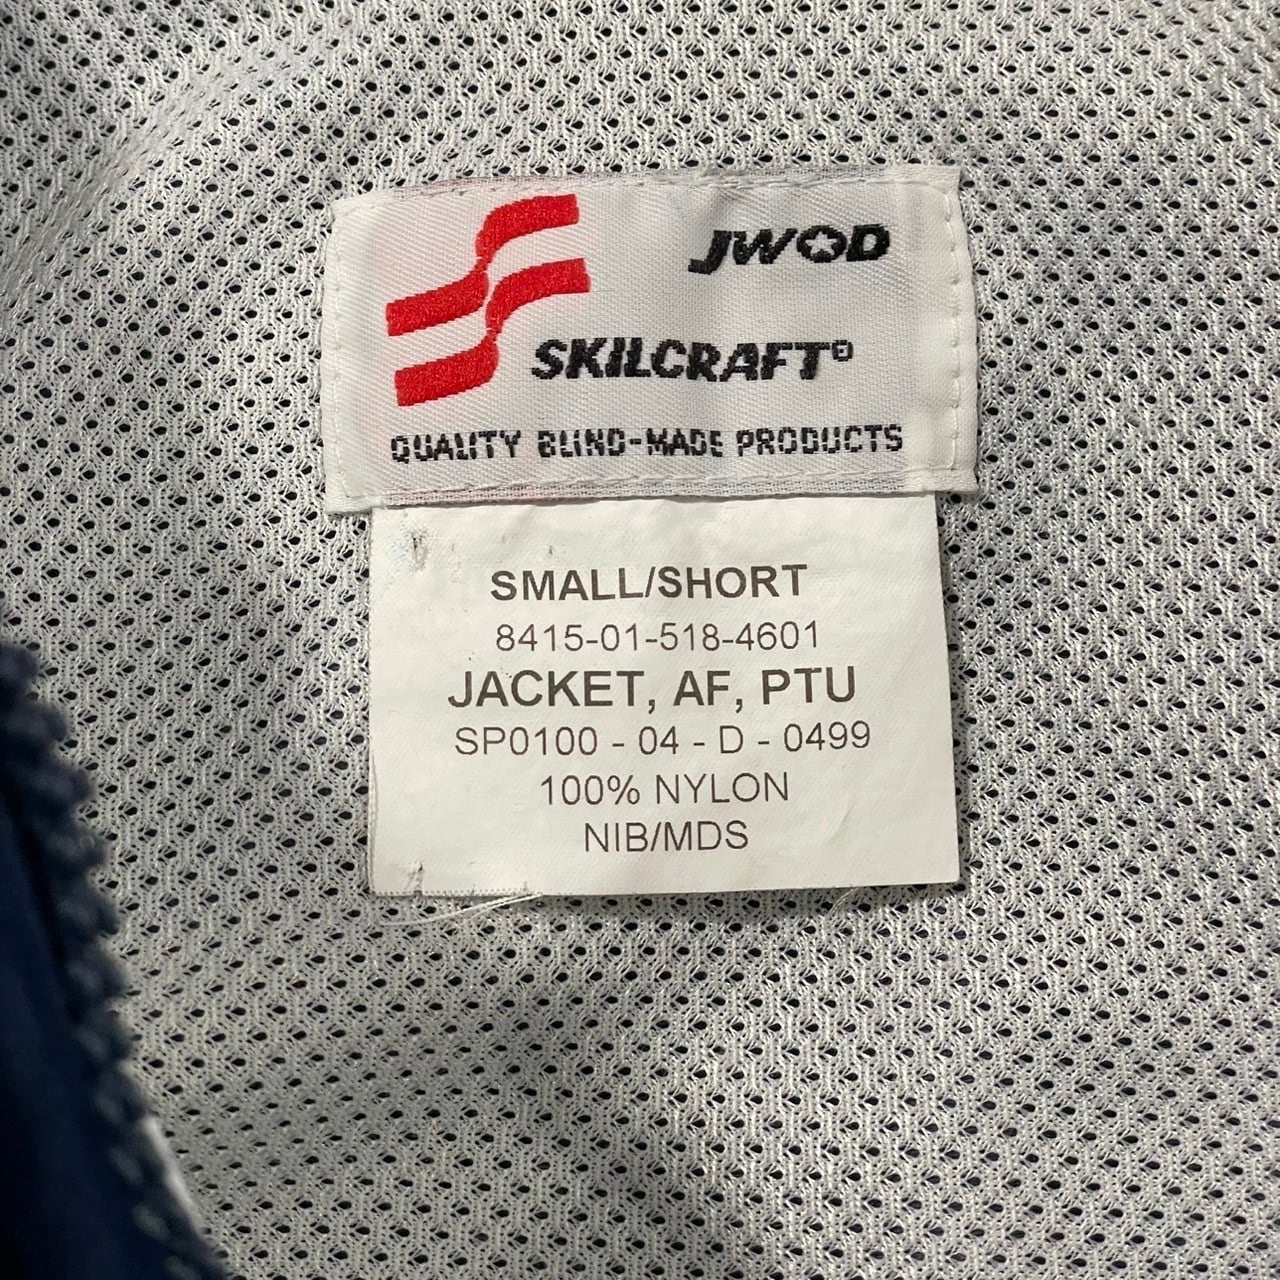 JWOD
SKILCRAFT®
QUALITY BLIND-MADE PRODUCTS
SMALL/SHORT
8415-01-518-4601
JACKET, AF, PTU
SP0100 - 04 - D - 0499
100% NYLON
NIB/MDS